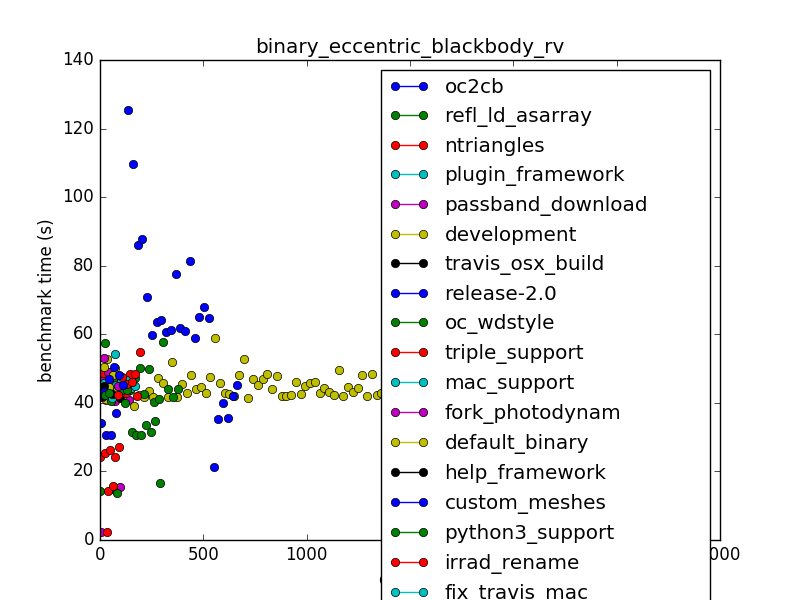 binary_eccentric_blackbody_rv
benchmark time (s)
140
120
100
80
60
40
20
0
0
500
1000
000
oc2cb
refl_ld_asarray
ntriangles
plugin_framework
passband_download
development
travis_osx_build
release-2.0
oc_wdstyle
triple_support
mac_support
fork_photodynam
default_binary
help_framework
custom_meshes
python3_support
irrad_rename
fix_travis_mac